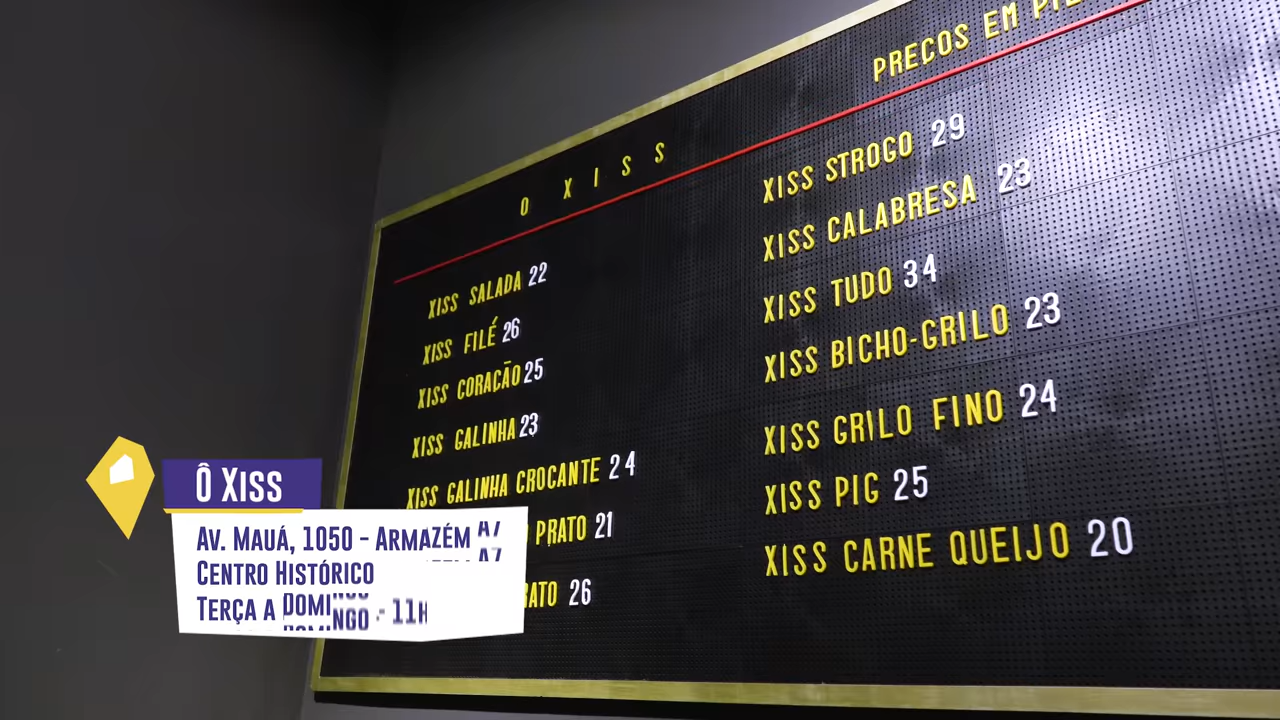 PREÇOS EM
Ô XISS
XISS SALADA 22
XISS FILÉ 26
XISS CORAÇÃO 25
XISS GALINHA 23
XISS GALINHA CROCANTE 24
PRATO 21
26
XISS STROGO 29
XISS CALABRESA 23
XISS TUDO 34
XISS BICHO-GRILO 23
XISS GRILO FINO 24
XISS PIG 25
XISS CARNE QUEIJO 20
Ô XISS
AV. MAUÁ, 1050 - ARMAZÉM
CENTRO HISTÓRICO
TERÇA A DOMINGO - 11H